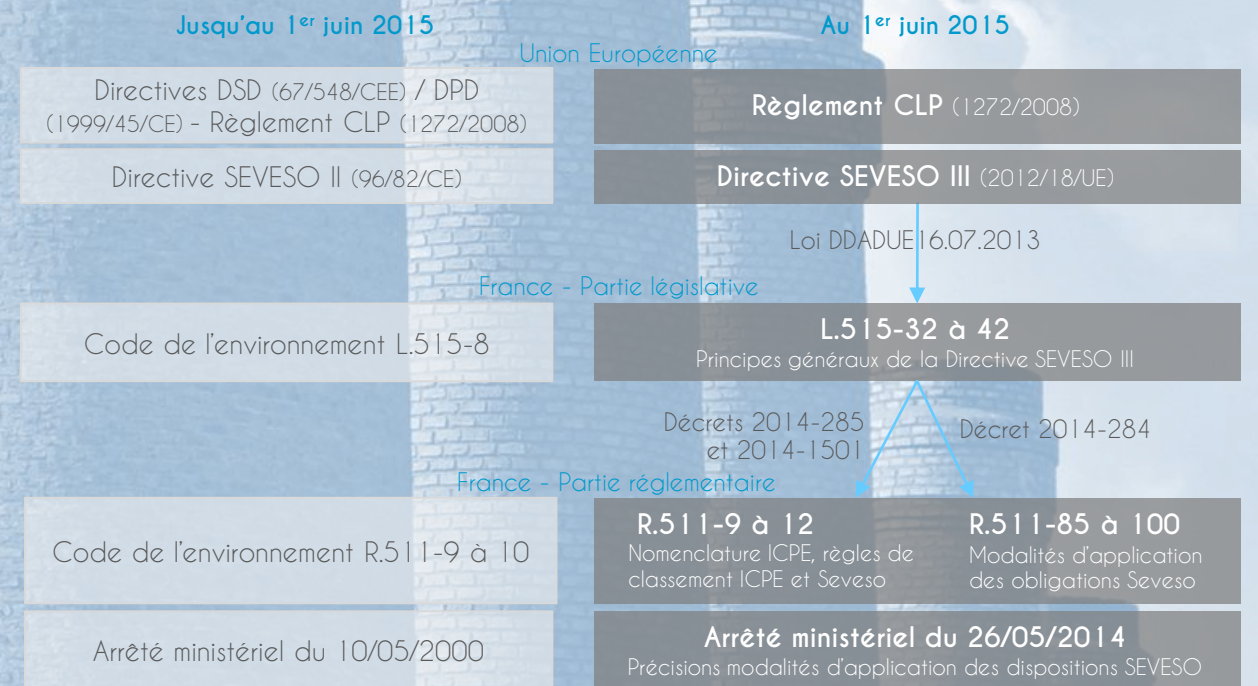 Jusqu'au 1er juin 2015
Au 1er juin 2015
Union Européenne
Directives DSD (67/548/CEE) / DPD
(1999/45/CE) - Règlement CLP (1272/2008)
Règlement CLP (1272/2008)
Directive SEVESO II (96/82/CE)
Directive SEVESO III (2012/18/UE)
Loi DDADUE 16.07.2013
France - Partie législative
Code de l'environnement L.515-8
L.515-32 à 42
Principes généraux de la Directive SEVESO III
Décrets 2014-285
et 2014-1501
Décret 2014-284
France - Partie réglementaire
Code de l'environnement R.511-9 à 10
R.511-9 à 12
Nomenclature ICPE, règles de
classement ICPE et Seveso
R.511-85 à 100
Modalités d'application
des obligations Seveso
Arrêté ministériel du 10/05/2000
Arrêté ministériel du 26/05/2014
Précisions modalités d'application des dispositions SEVESO